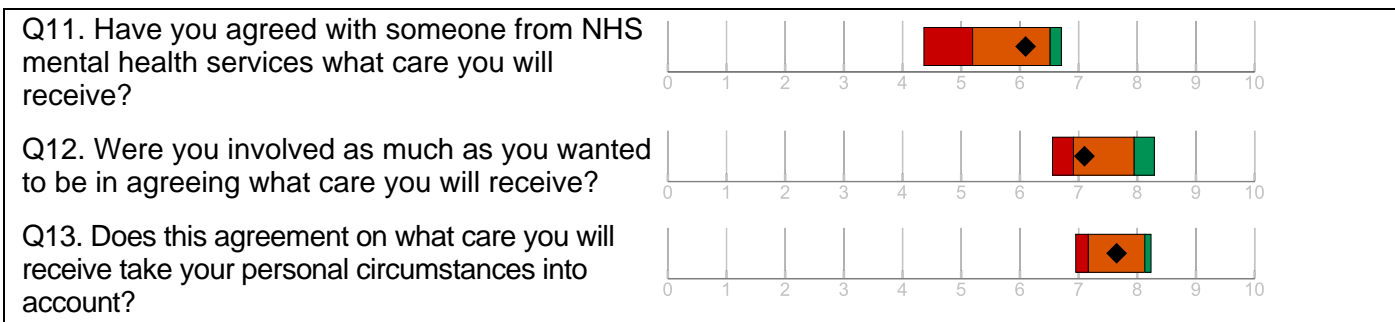 Q11. Have you agreed with someone from NHS
mental health services what care you will
receive?
0 1 2 3 4 5 6 7 8 9 10
Q12. Were you involved as much as you wanted
to be in agreeing what care you will receive?
0 1 2 3 4 5 6 7 8 9 10
Q13. Does this agreement on what care you will
receive take your personal circumstances into
account?
0 1 2 3 4 5 6 7 8 9 10